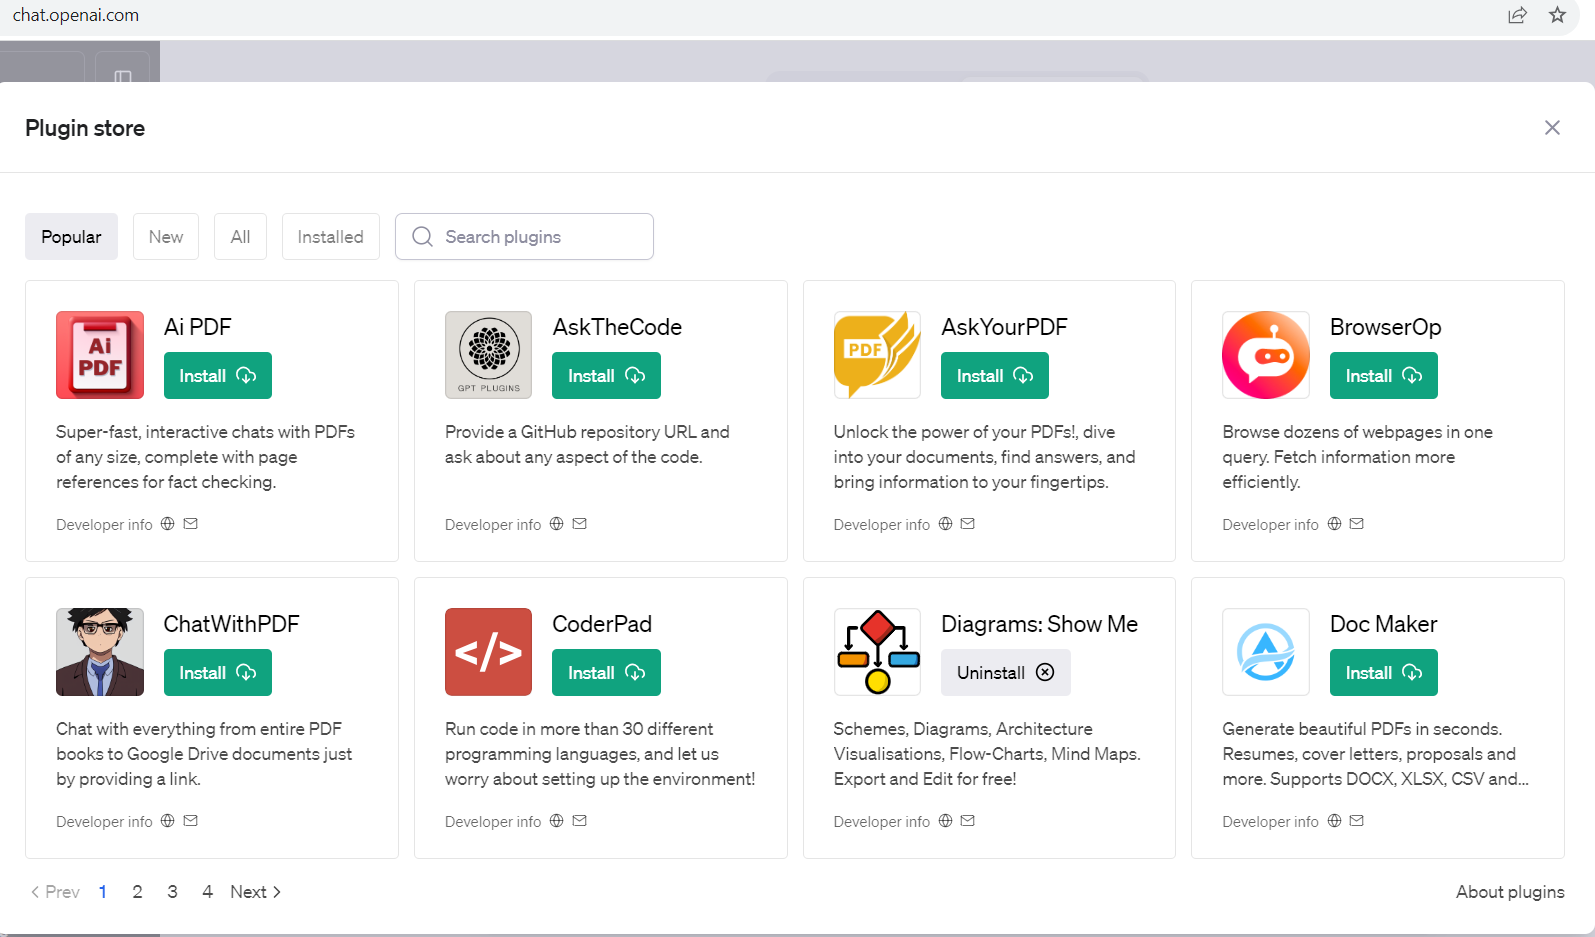 chat.openai.com
Plugin store
Popular
New
All
Installed
Search plugins
Ai PDF
Ai
PDF
Install
Super-fast, interactive chats with PDFs
of any size, complete with page
references for fact checking.
Developer info
AskTheCode
GPT PLUGINS
Install
Provide a GitHub repository URL and
ask about any aspect of the code.
Developer info
AskYourPDF
PDF
Install
Unlock the power of your PDFs!, dive
into your documents, find answers, and
bring information to your fingertips.
Developer info
BrowserOp
Install
Browse dozens of webpages in one
query. Fetch information more
efficiently.
Developer info
ChatWithPDF
Install
Chat with everything from entire PDF
books to Google Drive documents just
by providing a link.
Developer info
CoderPad
</>
Install
Run code in more than 30 different
programming languages, and let us
worry about setting up the environment!
Developer info
Diagrams: Show Me
Uninstall
Schemes, Diagrams, Architecture
Visualisations, Flow-Charts, Mind Maps.
Export and Edit for free!
Developer info
Doc Maker
Install
Generate beautiful PDFs in seconds.
Resumes, cover letters, proposals and
more. Supports DOCX, XLSX, CSV and...
Developer info
Prev 1 2 3 4 Next
About plugins